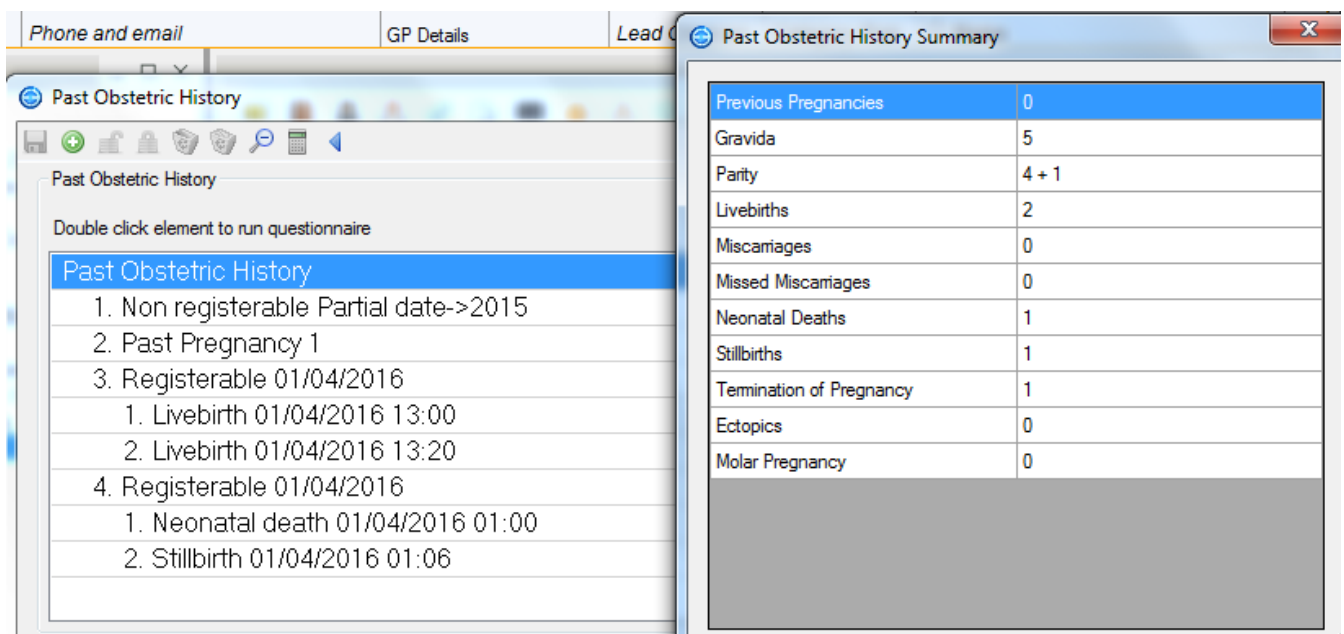 Phone and email
GP Details
Lead
Past Obstetric History
Past Obstetric History
Double click element to run questionnaire
Past Obstetric History
1. Non registerable Partial date->2015
2. Past Pregnancy 1
3. Registerable 01/04/2016
1. Livebirth 01/04/2016 13:00
2. Livebirth 01/04/2016 13:20
4. Registerable 01/04/2016
1. Neonatal death 01/04/2016 01:00
2. Stillbirth 01/04/2016 01:06
Past Obstetric History Summary
Previous Pregnancies 0
Gravida 5
Parity 4 + 1
Livebirths 2
Miscarriages 0
Missed Miscarriages 0
Neonatal Deaths 1
Stillbirths 1
Termination of Pregnancy 1
Ectopics 0
Molar Pregnancy 0